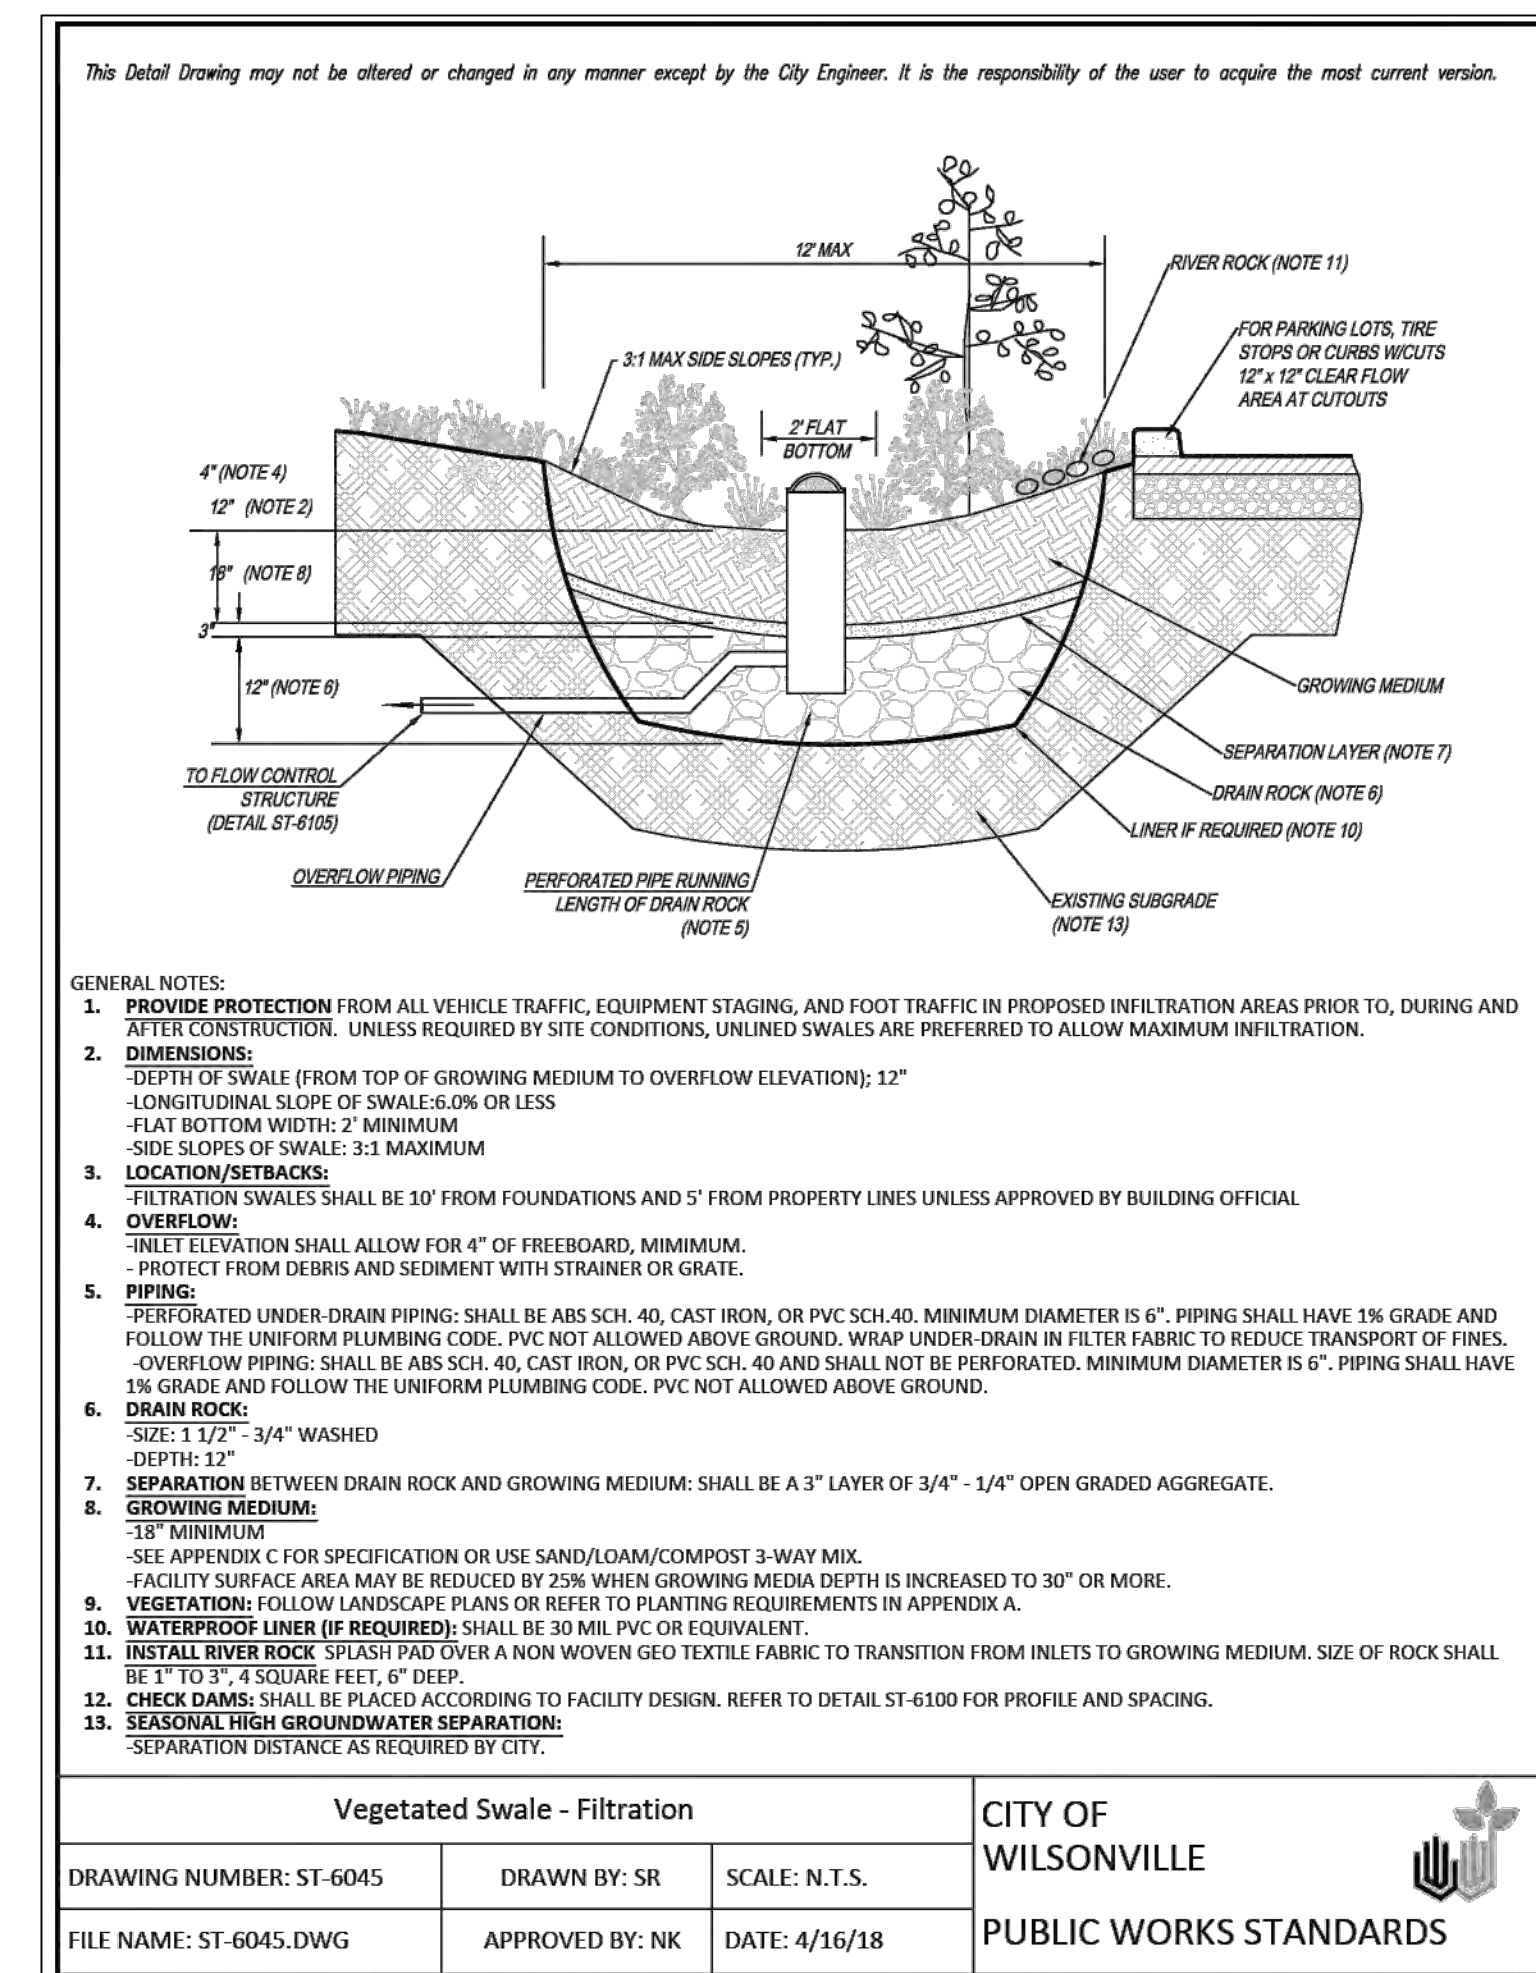 This Detail Drawing may not be altered or changed in any manner except by the City Engineer. It is the responsibility of the user to acquire the most current version.
12' MAX
RIVER ROCK (NOTE 11)
FOR PARKING LOTS, TIRE
STOPS OR CURBS W/CUTS
12" x 12" CLEAR FLOW
AREA AT CUTOUTS
3:1 MAX SIDE SLOPES (TYP.)
2' FLAT
BOTTOM
4" (NOTE 4)
12" (NOTE 2)
18" (NOTE 8)
3"
12" (NOTE 6)
GROWING MEDIUM
SEPARATION LAYER (NOTE 7)
DRAIN ROCK (NOTE 6)
LINER IF REQUIRED (NOTE 10)
TO FLOW CONTROL
STRUCTURE
(DETAIL ST-6105)
OVERFLOW PIPING
PERFORATED PIPE RUNNING
LENGTH OF DRAIN ROCK
(NOTE 5)
EXISTING SUBGRADE
(NOTE 13)
GENERAL NOTES:
1. PROVIDE PROTECTION FROM ALL VEHICLE TRAFFIC, EQUIPMENT STAGING, AND FOOT TRAFFIC IN PROPOSED INFILTRATION AREAS PRIOR TO, DURING AND
AFTER CONSTRUCTION. UNLESS REQUIRED BY SITE CONDITIONS, UNLINED SWALES ARE PREFERRED TO ALLOW MAXIMUM INFILTRATION.
2. DIMENSIONS:
-DEPTH OF SWALE (FROM TOP OF GROWING MEDIUM TO OVERFLOW ELEVATION); 12"
-LONGITUDINAL SLOPE OF SWALE:6.0% OR LESS
-FLAT BOTTOM WIDTH: 2' MINIMUM
-SIDE SLOPES OF SWALE: 3:1 MAXIMUM
3. LOCATION/SETBACKS:
-FILTRATION SWALES SHALL BE 10' FROM FOUNDATIONS AND 5' FROM PROPERTY LINES UNLESS APPROVED BY BUILDING OFFICIAL
4. OVERFLOW:
-INLET ELEVATION SHALL ALLOW FOR 4" OF FREEBOARD, MIMIMUM.
- PROTECT FROM DEBRIS AND SEDIMENT WITH STRAINER OR GRATE.
5. PIPING:
-PERFORATED UNDER-DRAIN PIPING: SHALL BE ABS SCH. 40, CAST IRON, OR PVC SCH.40. MINIMUM DIAMETER IS 6". PIPING SHALL HAVE 1% GRADE AND
FOLLOW THE UNIFORM PLUMBING CODE. PVC NOT ALLOWED ABOVE GROUND. WRAP UNDER-DRAIN IN FILTER FABRIC TO REDUCE TRANSPORT OF FINES.
-OVERFLOW PIPING: SHALL BE ABS SCH. 40, CAST IRON, OR PVC SCH. 40 AND SHALL NOT BE PERFORATED. MINIMUM DIAMETER IS 6". PIPING SHALL HAVE
1% GRADE AND FOLLOW THE UNIFORM PLUMBING CODE. PVC NOT ALLOWED ABOVE GROUND.
6. DRAIN ROCK:
-SIZE: 1 1/2" - 3/4" WASHED
-DEPTH: 12"
7. SEPARATION BETWEEN DRAIN ROCK AND GROWING MEDIUM: SHALL BE A 3" LAYER OF 3/4" - 1/4" OPEN GRADED AGGREGATE.
8. GROWING MEDIUM:
-18" MINIMUM
-SEE APPENDIX C FOR SPECIFICATION OR USE SAND/LOAM/COMPOST 3-WAY MIX.
-FACILITY SURFACE AREA MAY BE REDUCED BY 25% WHEN GROWING MEDIA DEPTH IS INCREASED TO 30" OR MORE.
9. VEGETATION: FOLLOW LANDSCAPE PLANS OR REFER TO PLANTING REQUIREMENTS IN APPENDIX A.
10. WATERPROOF LINER (IF REQUIRED): SHALL BE 30 MIL PVC OR EQUIVALENT.
11. INSTALL RIVER ROCK SPLASH PAD OVER A NON WOVEN GEO TEXTILE FABRIC TO TRANSITION FROM INLETS TO GROWING MEDIUM. SIZE OF ROCK SHALL
BE 1" TO 3", 4 SQUARE FEET, 6" DEEP.
12. CHECK DAMS: SHALL BE PLACED ACCORDING TO FACILITY DESIGN. REFER TO DETAIL ST-6100 FOR PROFILE AND SPACING.
13. SEASONAL HIGH GROUNDWATER SEPARATION:
-SEPARATION DISTANCE AS REQUIRED BY CITY.
Vegetated Swale - Filtration
DRAWING NUMBER: ST-6045
DRAWN BY: SR
SCALE: N.T.S.
FILE NAME: ST-6045.DWG
APPROVED BY: NK
DATE: 4/16/18
CITY OF
WILSONVILLE
PUBLIC WORKS STANDARDS